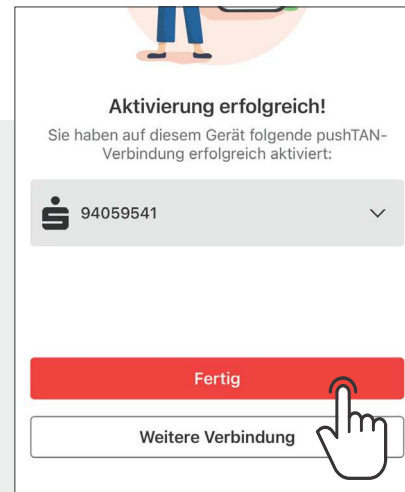 Aktivierung erfolgreich!
Sie haben auf diesem Gerät folgende pushTAN-
Verbindung erfolgreich aktiviert:
94059541
Fertig
Weitere Verbindung